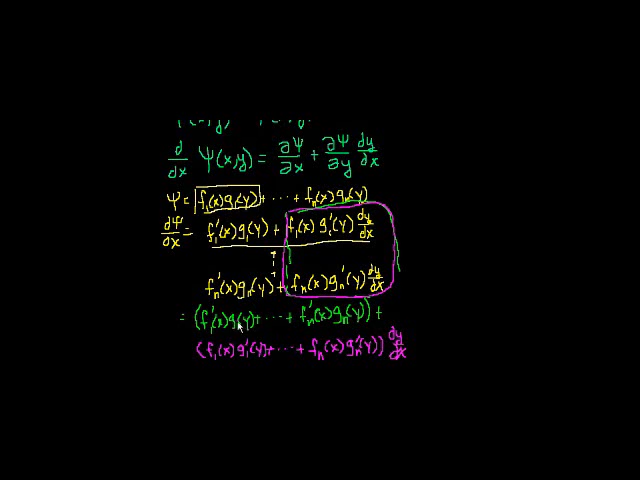 d/dx Ψ(x,y) = ∂Ψ/∂x + ∂Ψ/∂y dy/dx
Ψ = f₁(x)g₁(y) + ⋯ + fₙ(x)gₙ(y)
dΨ/dx = f₁'(x)g₁(y) + f₁(x)g₁'(y) dy/dx
fₙ'(x)gₙ(y) + fₙ(x)gₙ'(y) dy/dx
= (f₁'(x)g₁(y) + ⋯ + fₙ'(x)gₙ(y)) +
(f₁(x)g₁'(y) + ⋯ + fₙ(x)gₙ'(y)) dy/dx